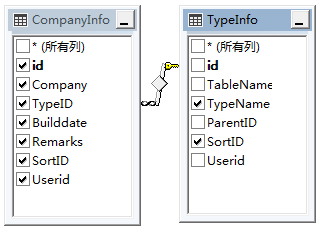 CompanyInfo
* (所有列)
id
Company
TypeID
Builddate
Remarks
SortID
Userid
TypeInfo
* (所有列)
id
TableName
TypeName
ParentID
SortID
Userid